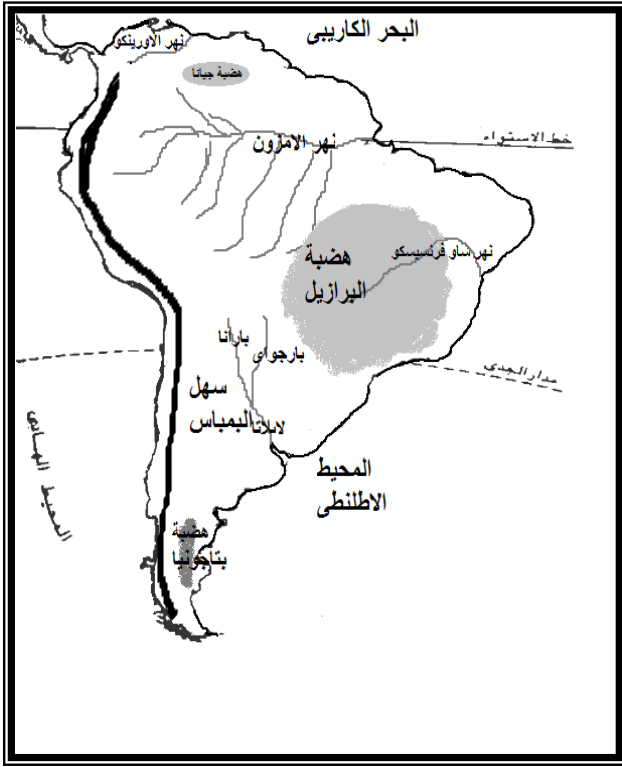 البحر الكاريبى
نهر الاورينكو
هضبة جيانا
خط الاستواء
نهر الامزون
نهر ساو فرنسيسكو
هضبة
البرازيل
بارانا
بارجواى
مدار الجدى
سهل
البمباس
لابلاتا
المحيط الهادى
المحيط
الاطلنطى
هضبة
بتاجونيا